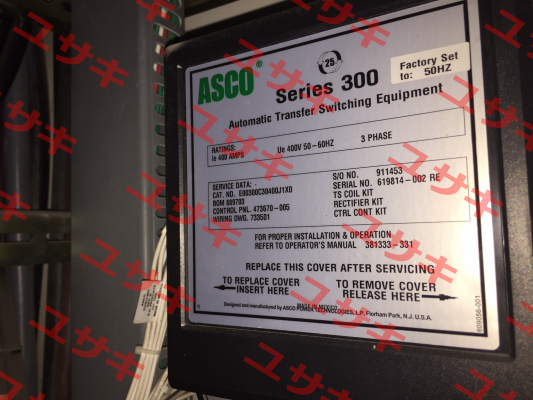 ASCO®
25
Series 300
Factory Set
to: 50HZ
Automatic Transfer Switching Equipment
RATINGS:
Ie 400 AMPS
Ue 400V 50-60HZ
3 PHASE
SERVICE DATA: -
CAT. NO. E00300C30400J1XD
BOM 809703
CONTROL PNL. 473670-005
WIRING DWG. 733501
S/O NO. 911453
SERIAL NO. 619814-002 RE
TS COIL KIT
RECTIFIER KIT
CTRL CONT KIT
FOR PROPER INSTALLATION & OPERATION
REFER TO OPERATOR'S MANUAL 381333-331
REPLACE THIS COVER AFTER SERVICING
TO REPLACE COVER
INSERT HERE
TO REMOVE COVER
RELEASE HERE
MADE IN MEXICO
Designed and manufactured by ASCO POWER TECHNOLOGIES, L.P. Florham Park, N.J. U.S.A.
809056-001
ユサキ